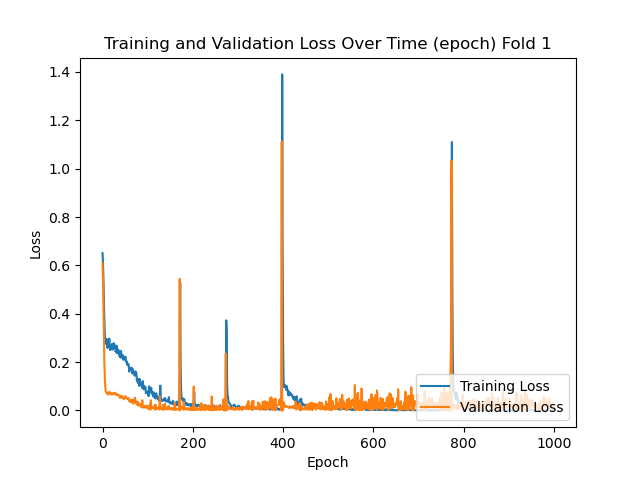 Training and Validation Loss Over Time (epoch) Fold 1
Loss
1.4
1.2
1.0
0.8
0.6
0.4
0.2
0.0
Training Loss
Validation Loss
0 200 400 600 800 1000
Epoch